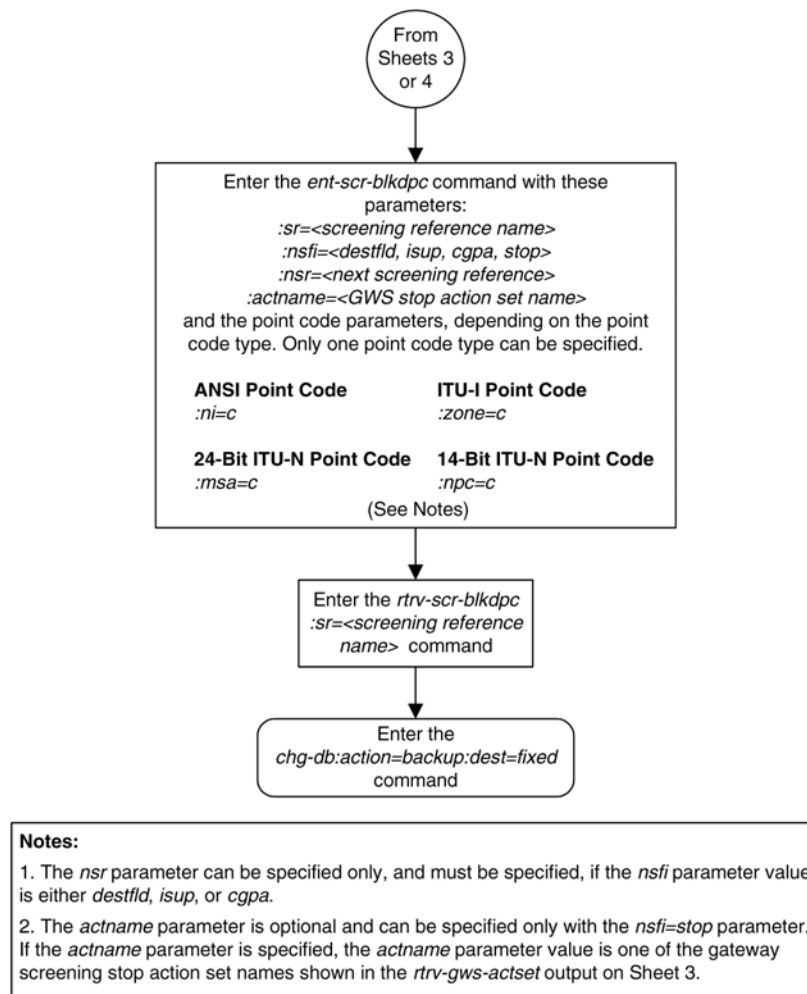 From
Sheets 3
or 4
Enter the ent-scr-blkdpc command with these
parameters:
:sr=<screening reference name>
:nsfi=<destfld, isup, cgpa, stop>
:nsr=<next screening reference>
:actname=<GWS stop action set name>
and the point code parameters, depending on the point
code type. Only one point code type can be specified.
ANSI Point Code
:ni=c
ITU-I Point Code
:zone=c
24-Bit ITU-N Point Code
:msa=c
14-Bit ITU-N Point Code
:npc=c
(See Notes)
Enter the rtrv-scr-blkdpc
:sr=<screening reference
name> command
Enter the
chg-db:action=backup:dest=fixed
command
Notes:
1. The nsr parameter can be specified only, and must be specified, if the nsfi parameter value
is either destfld, isup, or cgpa.
2. The actname parameter is optional and can be specified only with the nsfi=stop parameter.
If the actname parameter is specified, the actname parameter value is one of the gateway
screening stop action set names shown in the rtrv-gws-actset output on Sheet 3.